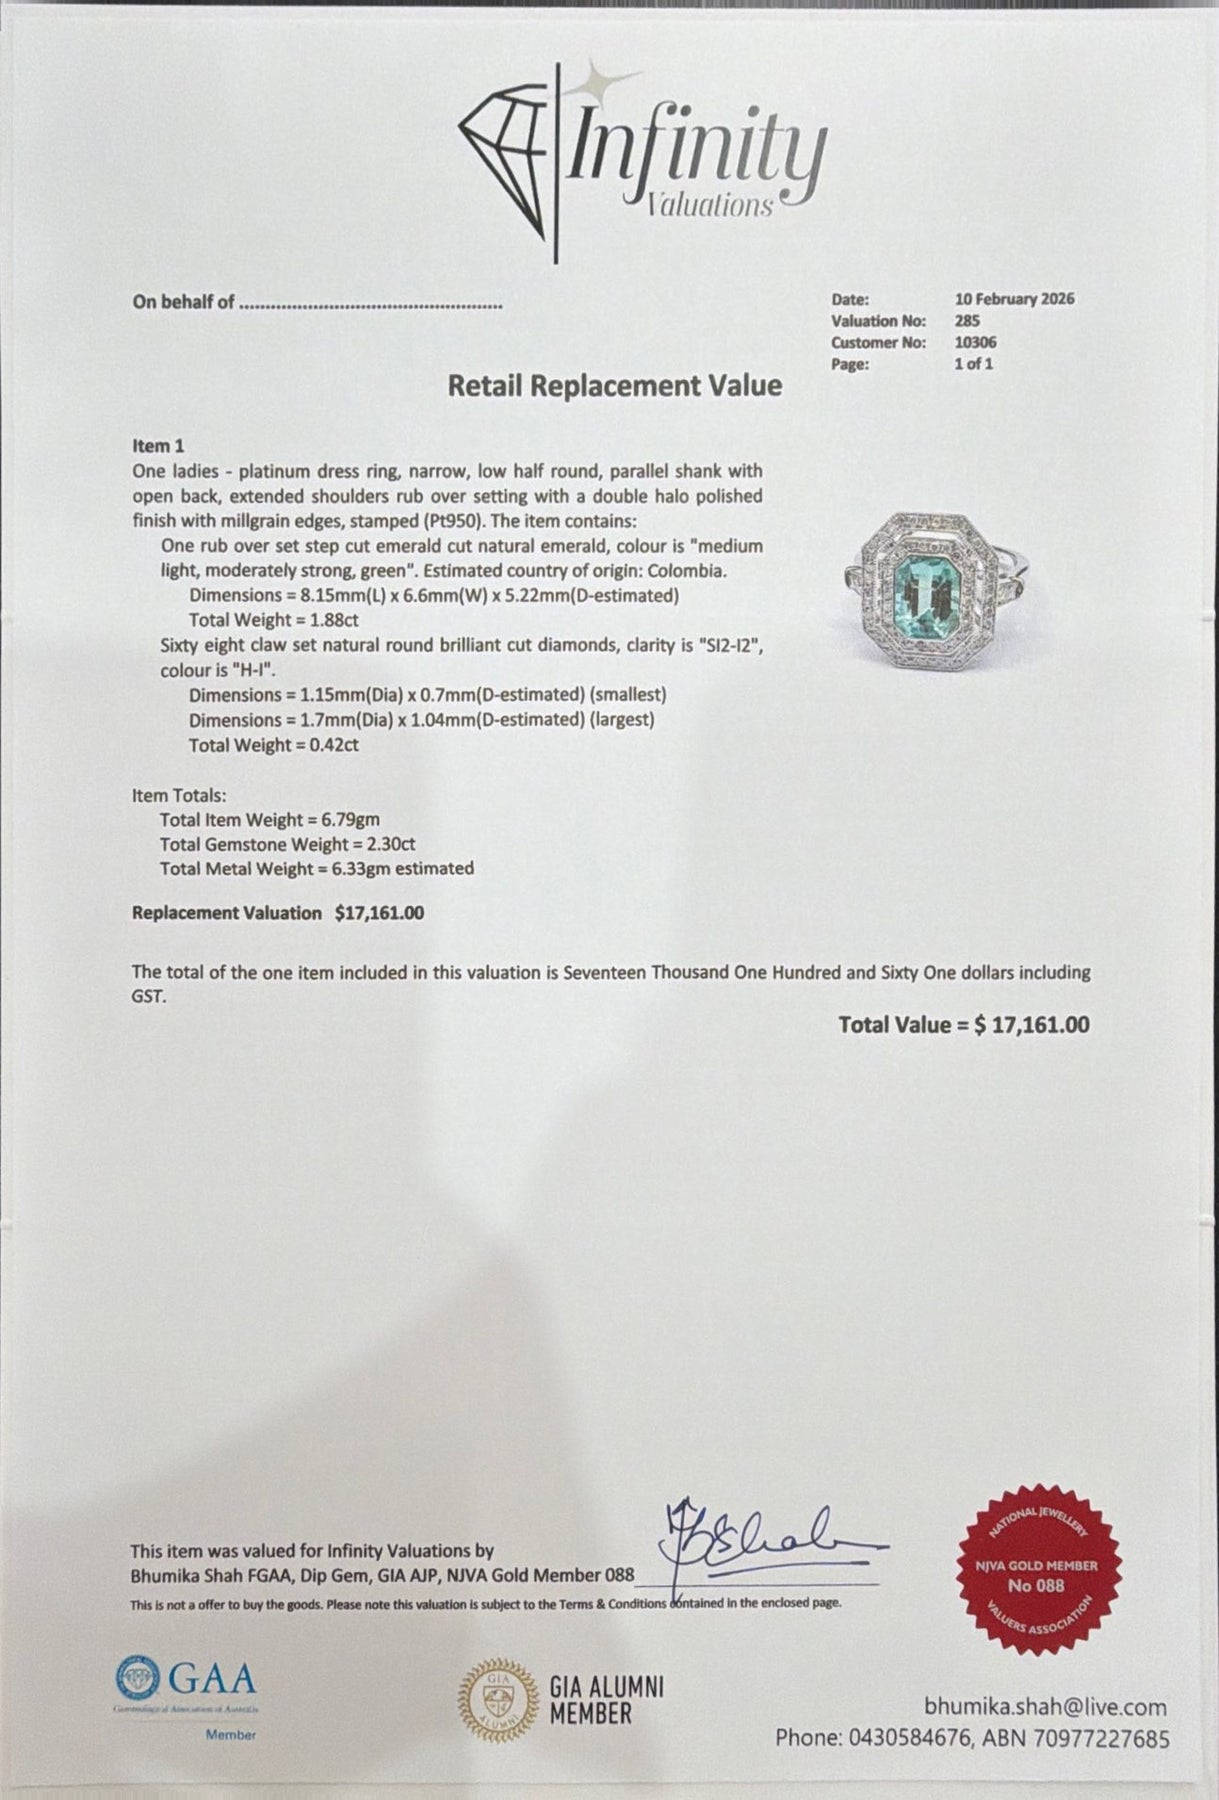 Infinity
Valuations
On behalf of ....................................................
Date: 10 February 2026
Valuation No: 285
Customer No: 10306
Page: 1 of 1
Retail Replacement Value
Item 1
One ladies - platinum dress ring, narrow, low half round, parallel shank with
open back, extended shoulders rub over setting with a double halo polished
finish with millgrain edges, stamped (Pt950). The item contains:
One rub over set step cut emerald cut natural emerald, colour is "medium
light, moderately strong, green". Estimated country of origin: Colombia.
Dimensions = 8.15mm(L) x 6.6mm(W) x 5.22mm(D-estimated)
Total Weight = 1.88ct
Sixty eight claw set natural round brilliant cut diamonds, clarity is "SI2-I2",
colour is "H-I".
Dimensions = 1.15mm(Dia) x 0.7mm(D-estimated) (smallest)
Dimensions = 1.7mm(Dia) x 1.04mm(D-estimated) (largest)
Total Weight = 0.42ct
Item Totals:
Total Item Weight = 6.79gm
Total Gemstone Weight = 2.30ct
Total Metal Weight = 6.33gm estimated
Replacement Valuation $17,161.00
The total of the one item included in this valuation is Seventeen Thousand One Hundred and Sixty One dollars including
GST.
Total Value = $ 17,161.00
This item was valued for Infinity Valuations by
Bhumika Shah FGAA, Dip Gem, GIA AJP, NJVA Gold Member 088
This is not a offer to buy the goods. Please note this valuation is subject to the Terms & Conditions contained in the enclosed page.
BShah
NATIONAL JEWELLERY
NJVA GOLD MEMBER
No 088
VALUERS ASSOCIATION
GAA
Gemmological Association of Australia
Member
GIA
ALUMNI
GIA ALUMNI
MEMBER
bhumika.shah@live.com
Phone: 0430584676, ABN 70977227685